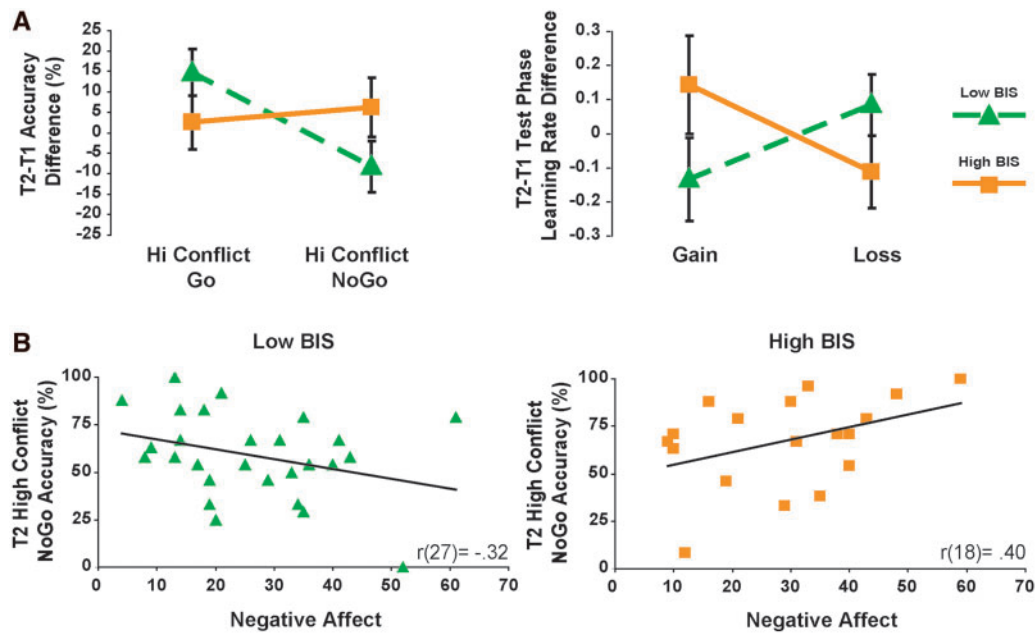 A
T2-T1 Accuracy
Difference (%)
25
20
15
10
5
0
-5
-10
-15
-20
-25
Hi Conflict
Go
Hi Conflict
NoGo
T2-T1 Test Phase
Learning Rate Difference
0.3
0.2
0.1
0
-0.1
-0.2
-0.3
Gain
Loss
Low BIS
High BIS
B
Low BIS
T2 High Conflict
NoGo Accuracy (%)
100
75
50
25
0
r(27)= -.32
0 10 20 30 40 50 60 70
Negative Affect
High BIS
T2 High Conflict
NoGo Accuracy (%)
100
75
50
25
0
r(18)= .40
10 20 30 40 50 60 70
Negative Affect